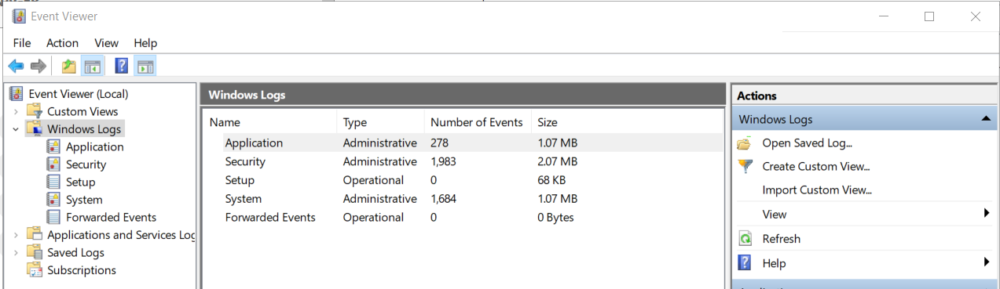 Event Viewer
File Action View Help
Event Viewer (Local)
Custom Views
Windows Logs
Application
Security
Setup
System
Forwarded Events
Applications and Services Log
Saved Logs
Subscriptions
Windows Logs
Name Type Number of Events Size
Application Administrative 278 1.07 MB
Security Administrative 1,983 2.07 MB
Setup Operational 0 68 KB
System Administrative 1,684 1.07 MB
Forwarded Events Operational 0 0 Bytes
Actions
Windows Logs
Open Saved Log...
Create Custom View...
Import Custom View...
View
Refresh
Help